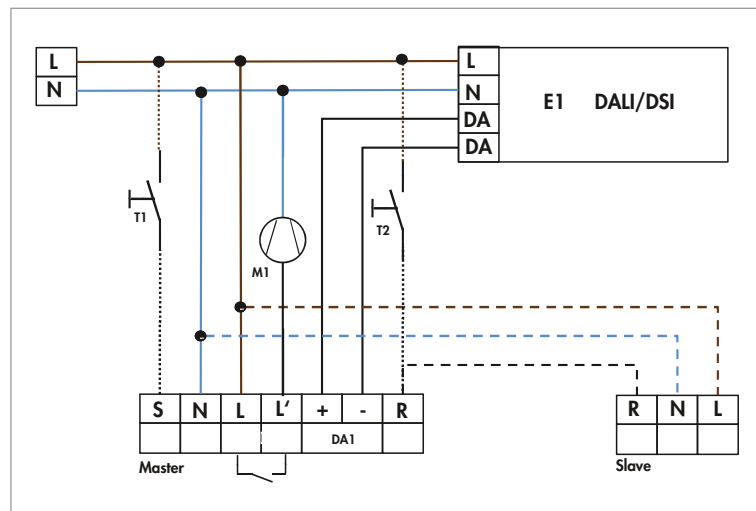 L
N
L
N
DA
DA
E1 DALI/DSI
T1
T2
M1
S N L L‘ + - R
DA1
Master
R N L
Slave